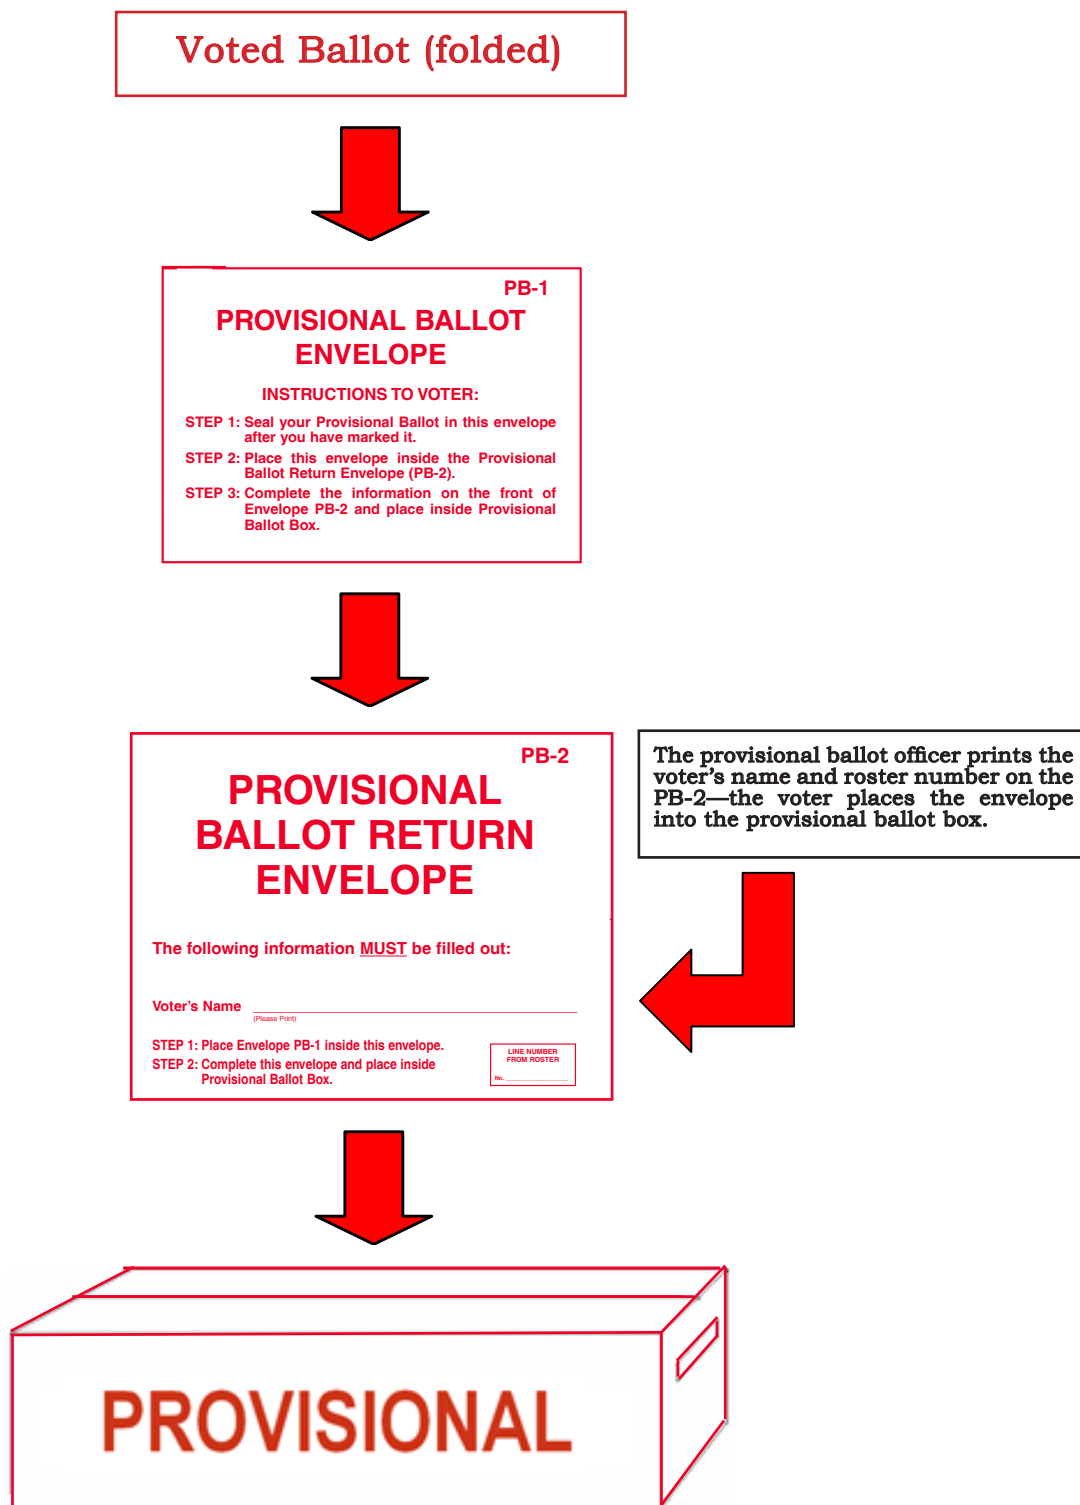 Voted Ballot (folded)
PB-1
PROVISIONAL BALLOT
ENVELOPE
INSTRUCTIONS TO VOTER:
STEP 1: Seal your Provisional Ballot in this envelope
after you have marked it.
STEP 2: Place this envelope inside the Provisional
Ballot Return Envelope (PB-2).
STEP 3: Complete the information on the front of
Envelope PB-2 and place inside Provisional
Ballot Box.
PB-2
PROVISIONAL
BALLOT RETURN
ENVELOPE
The following information MUST be filled out:
Voter's Name
(Please Print)
STEP 1: Place Envelope PB-1 inside this envelope.
STEP 2: Complete this envelope and place inside
Provisional Ballot Box.
LINE NUMBER
FROM ROSTER
No.
The provisional ballot officer prints the
voter's name and roster number on the
PB-2—the voter places the envelope
into the provisional ballot box.
PROVISIONAL